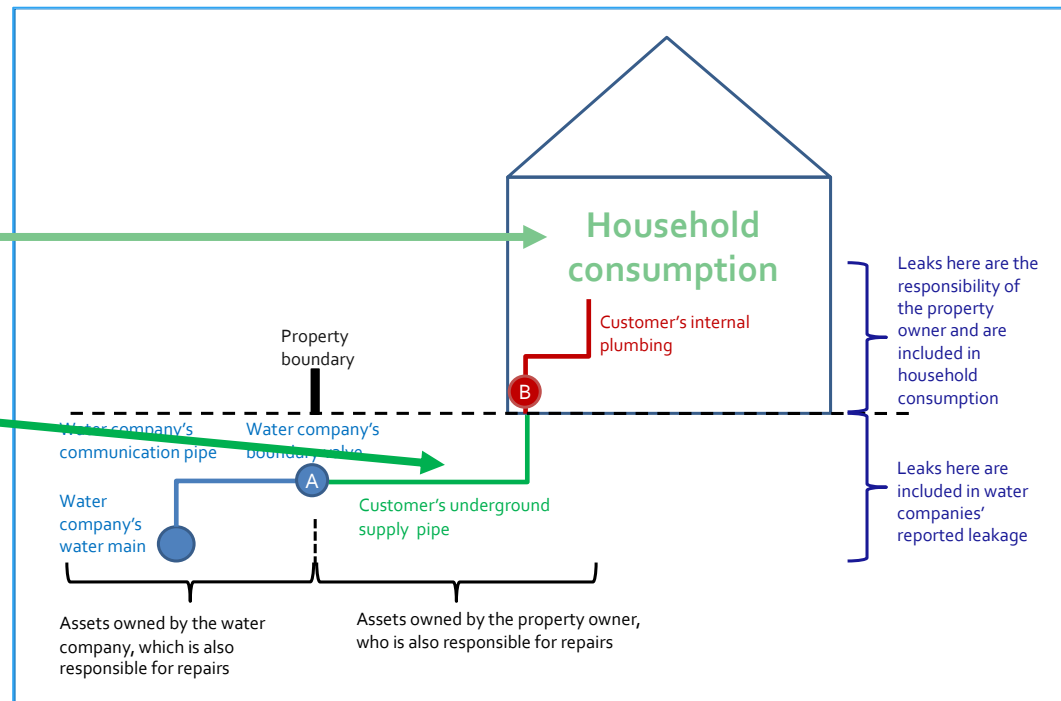 Household
consumption
Customer's internal
plumbing
B
Property
boundary
Leaks here are the
responsibility of
the property
owner and are
included in
household
consumption
Water company's
communication pipe
Water company's
boundary valve
A
Customer's underground
supply pipe
Water
company's
water main
Leaks here are
included in water
companies'
reported leakage
Assets owned by the water
company, which is also
responsible for repairs
Assets owned by the property owner,
who is also responsible for repairs